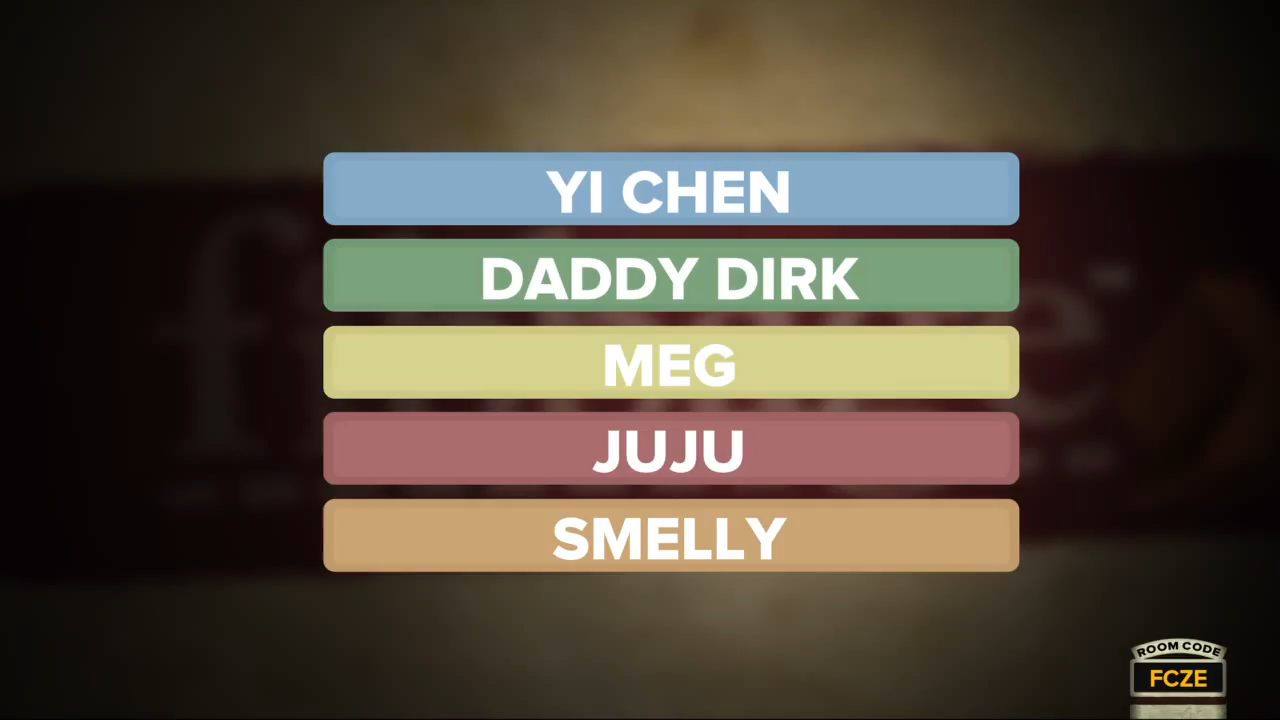 YI CHEN
DADDY DIRK
MEG
JUJU
SMELLY
ROOM CODE
FCZE